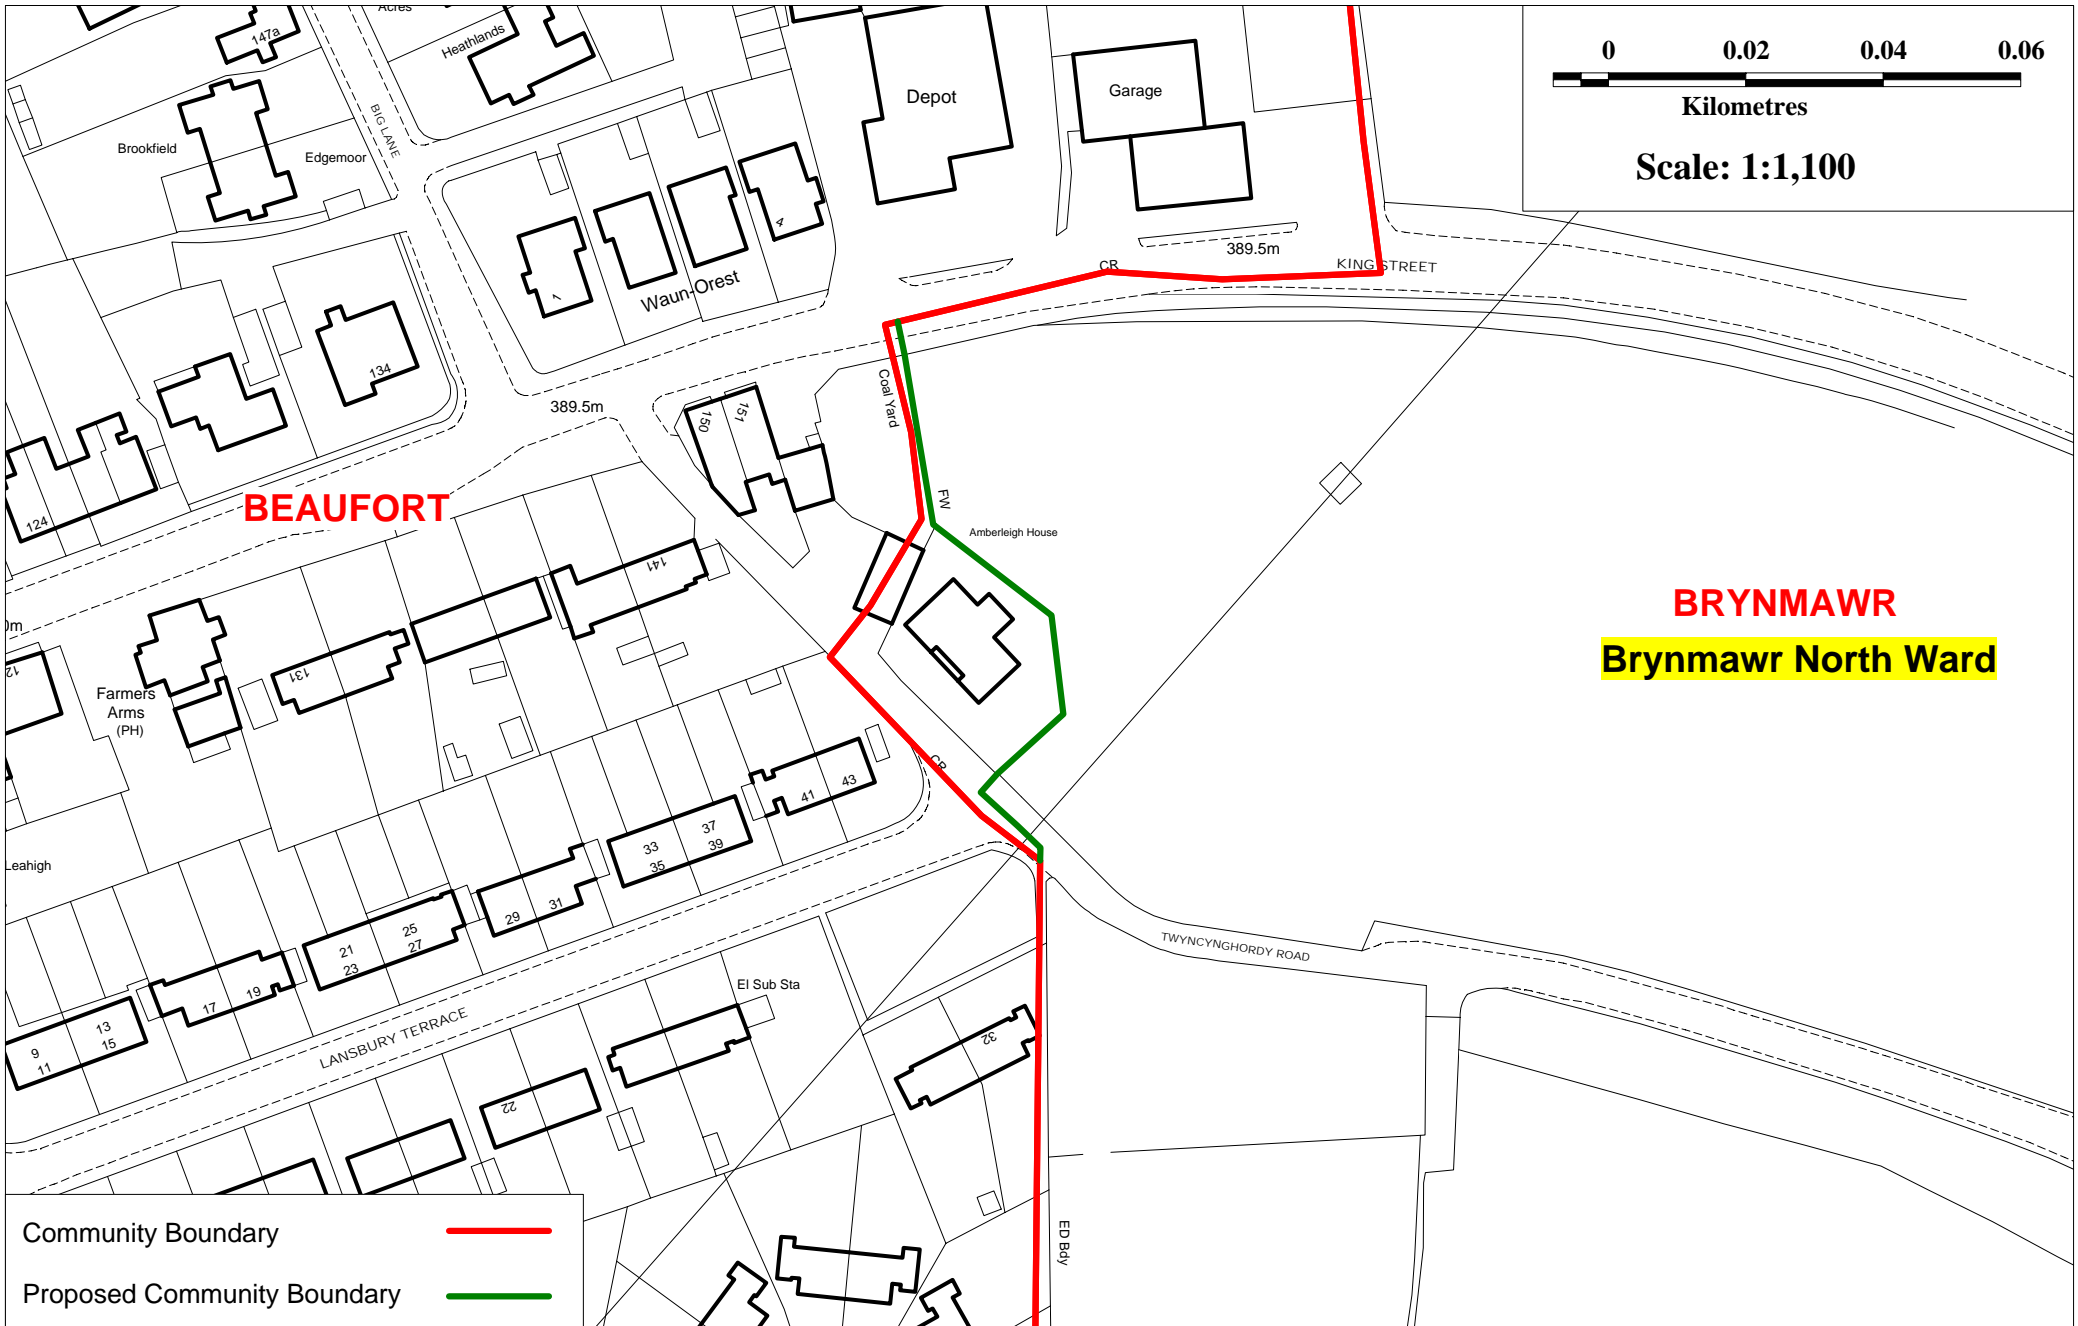 Acres
147a
Heathlands
0 0.02 0.04 0.06
Kilometres
Scale: 1:1,100
Depot
Garage
BIG LANE
Brookfield
Edgemoor
4
1
Waun-Orest
389.5m
CR
KING STREET
134
Coal Yard
389.5m
150
151
124
BEAUFORT
FW
Amberleigh House
141
BRYNMAWR
Brynmawr North Ward
131
Farmers
Arms
(PH)
CR
43
41
37
39
33
35
Leahigh
31
29
25
27
21
23
19
17
13
15
9
11
LANSBURY TERRACE
El Sub Sta
TWYNCYNGHORDY ROAD
32
22
ED Bdy
Community Boundary
Proposed Community Boundary